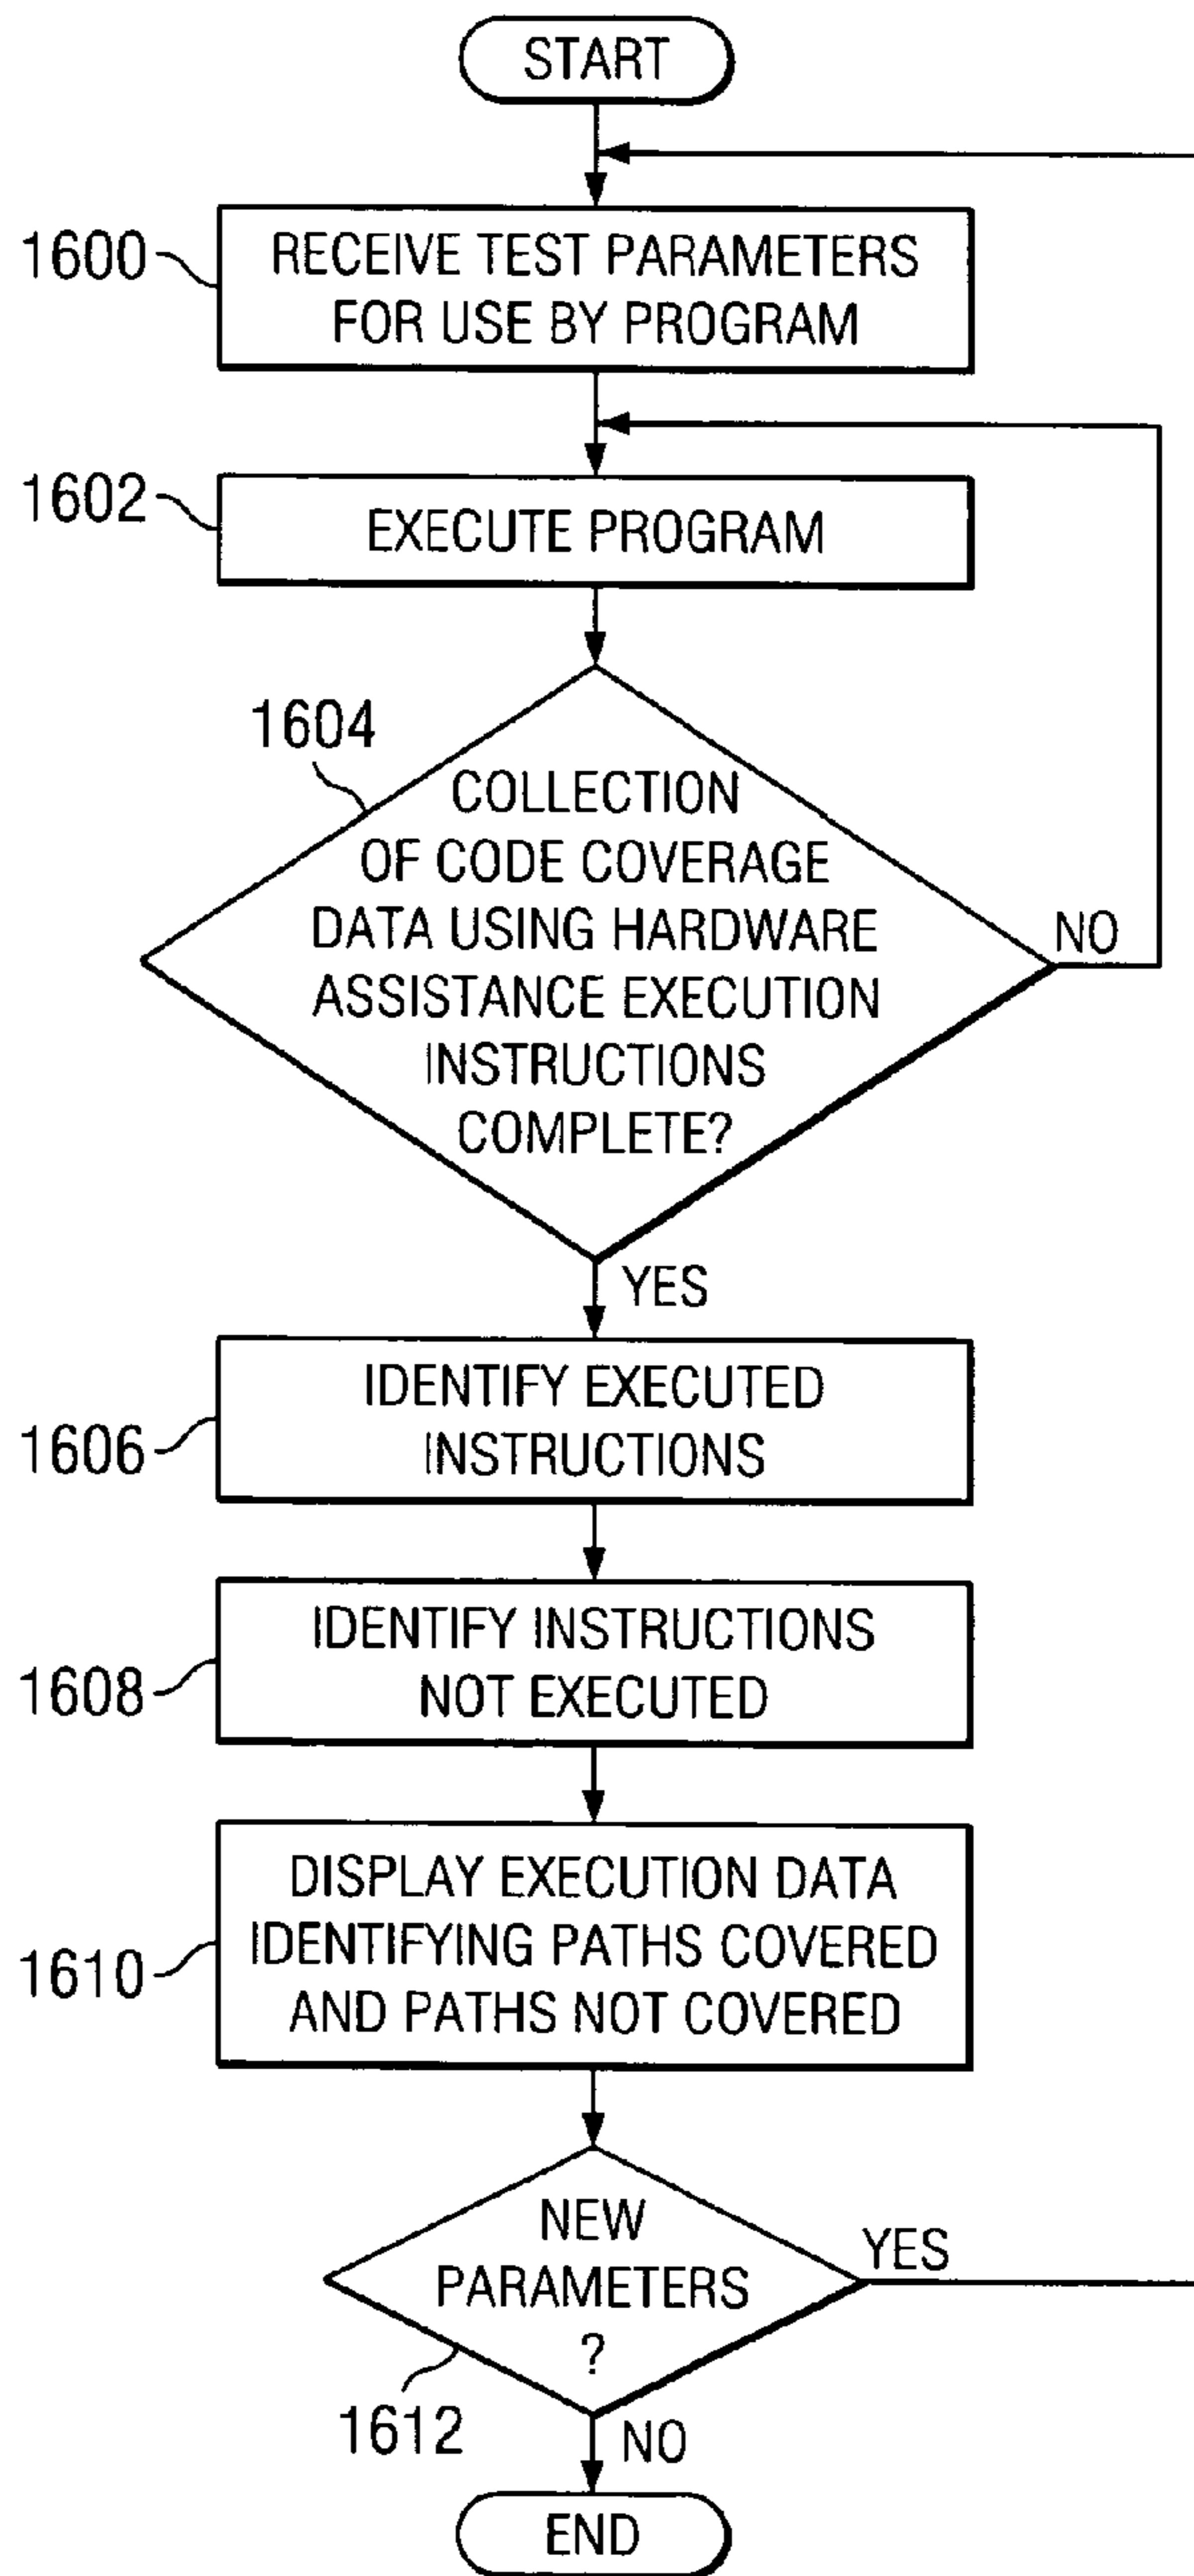 START
1600
RECEIVE TEST PARAMETERS
FOR USE BY PROGRAM
1602
EXECUTE PROGRAM
1604
COLLECTION
OF CODE COVERAGE
DATA USING HARDWARE
ASSISTANCE EXECUTION
INSTRUCTIONS
COMPLETE?
NO
YES
1606
IDENTIFY EXECUTED
INSTRUCTIONS
1608
IDENTIFY INSTRUCTIONS
NOT EXECUTED
1610
DISPLAY EXECUTION DATA
IDENTIFYING PATHS COVERED
AND PATHS NOT COVERED
NEW
PARAMETERS
?
YES
1612
NO
END